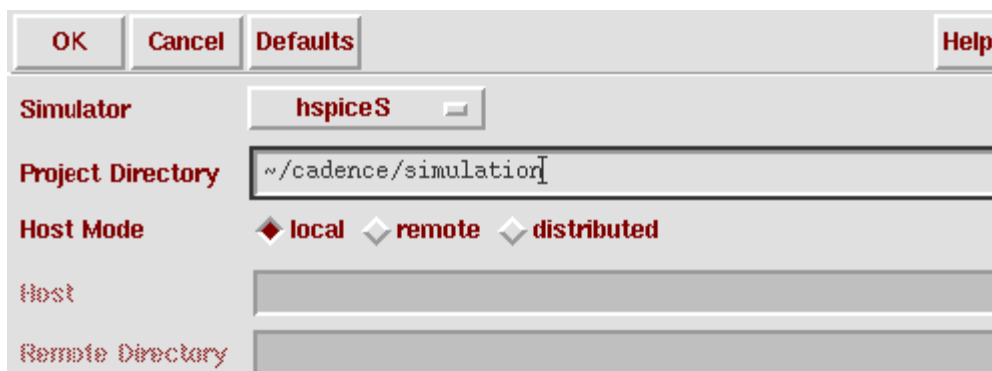 OK Cancel Defaults Help
Simulator hspiceS
Project Directory ~/cadence/simulation
Host Mode local remote distributed
Host
Remote Directory